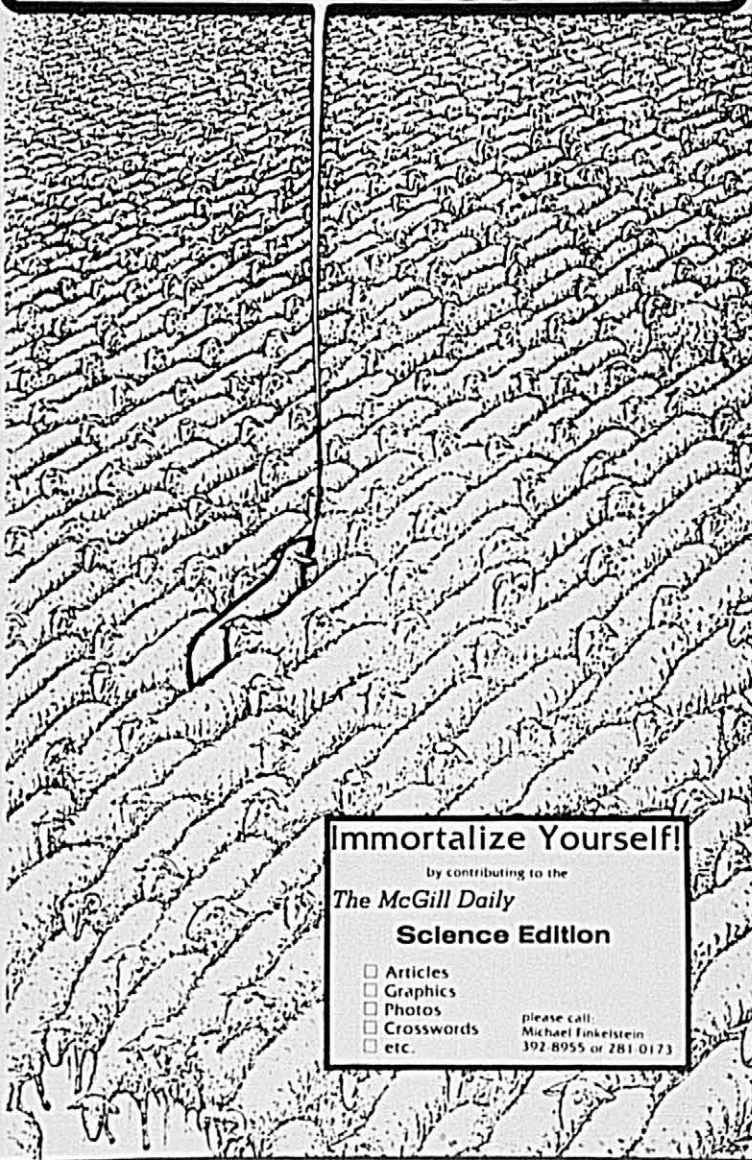 Immortalize Yourself!
by contributing to the
The McGill Daily
Science Edition
Articles
Graphics
Photos
Crosswords
etc.
please call:
Michael Finkelstein
392-8955 or 281-0173